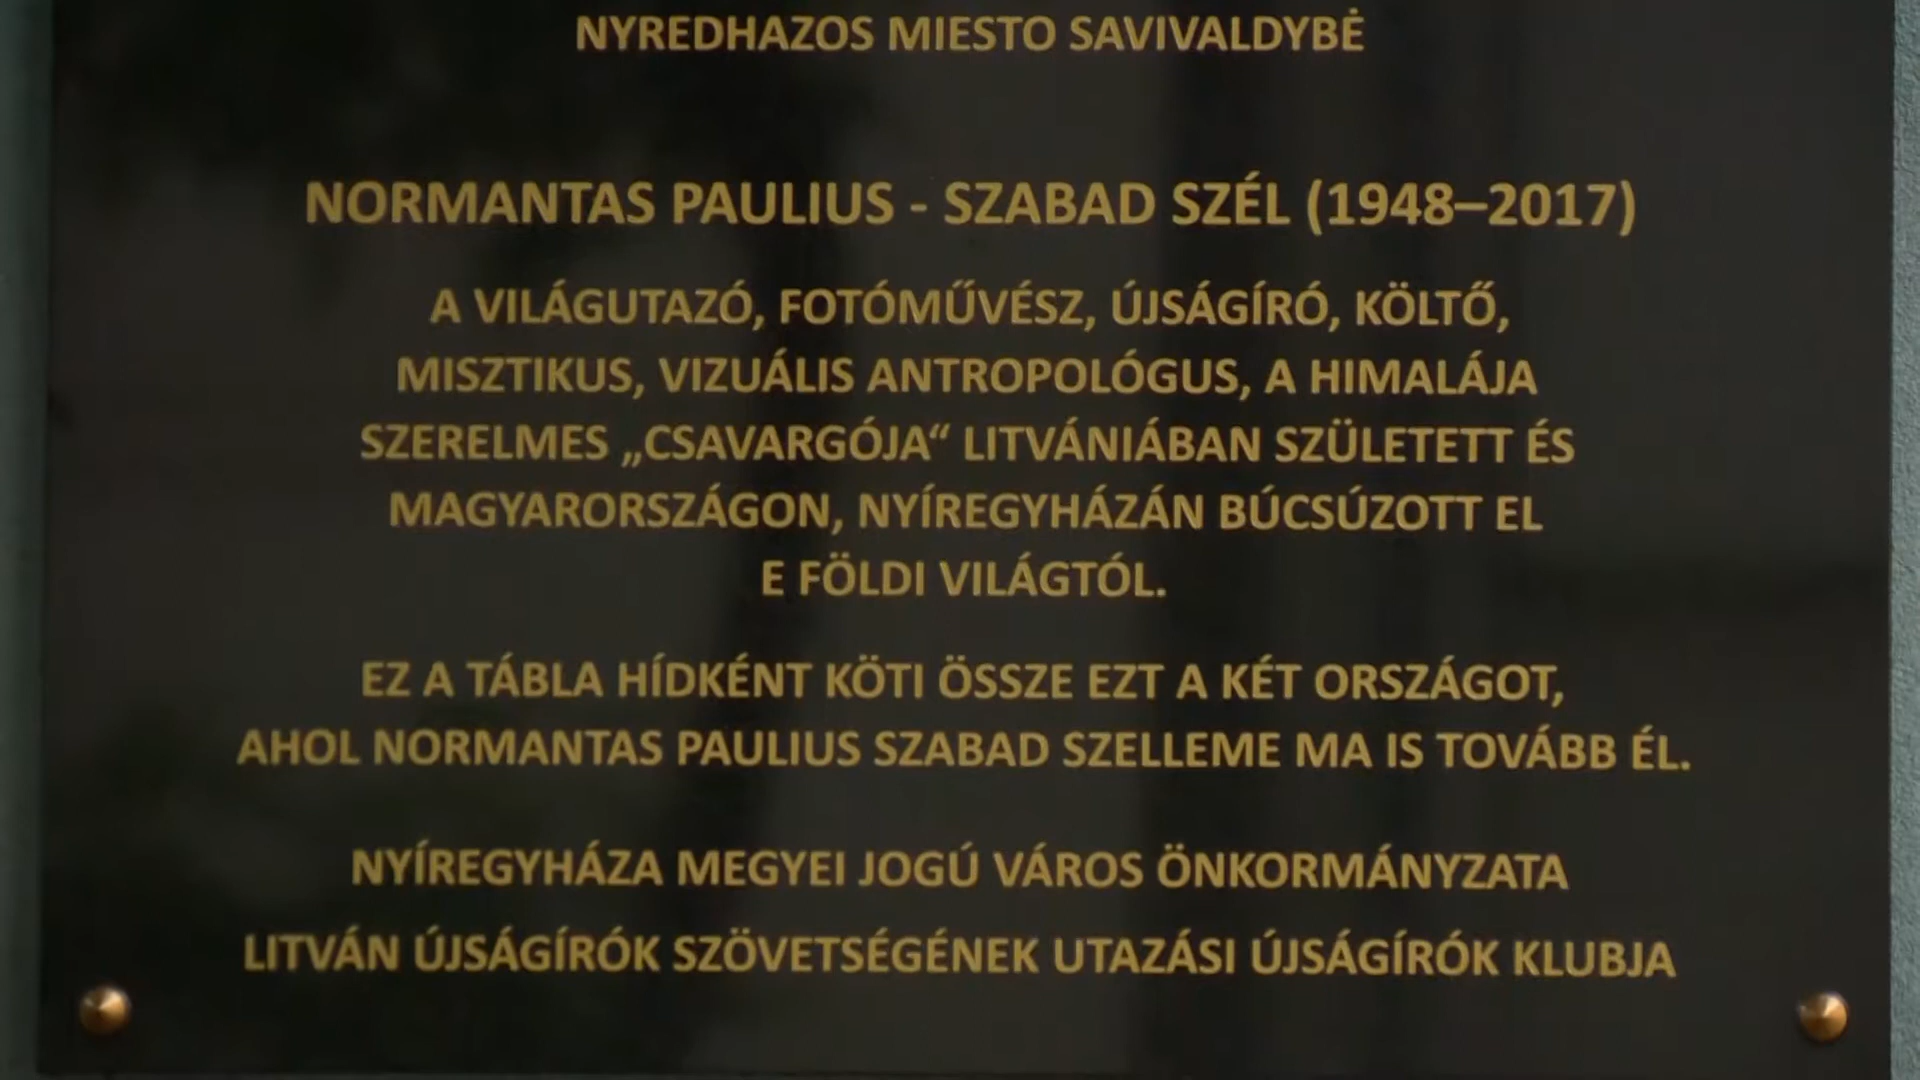 NYREDHAZOS MIESTO SAVIVALDYBĖ
NORMANTAS PAULIUS - SZABAD SZÉL (1948–2017)
A VILÁGUTAZÓ, FOTÓMŰVÉSZ, ÚJSÁGÍRÓ, KÖLTŐ,
MISZTIKUS, VIZUÁLIS ANTROPOLÓGUS, A HIMALÁJA
SZERELMES „CSAVARGÓJA“ LITVÁNIÁBAN SZÜLETETT ÉS
MAGYARORSZÁGON, NYÍREGYHÁZÁN BÚCSÚZOTT EL
E FÖLDI VILÁGTÓL.
EZ A TÁBLA HÍDKÉNT KÖTI ÖSSZE EZT A KÉT ORSZÁGOT,
AHOL NORMANTAS PAULIUS SZABAD SZELLEME MA IS TOVÁBB ÉL.
NYÍREGYHÁZA MEGYEI JOGÚ VÁROS ÖNKORMÁNYZATA
LITVÁN ÚJSÁGÍRÓK SZÖVETSÉGÉNEK UTAZÁSI ÚJSÁGÍRÓK KLUBJA